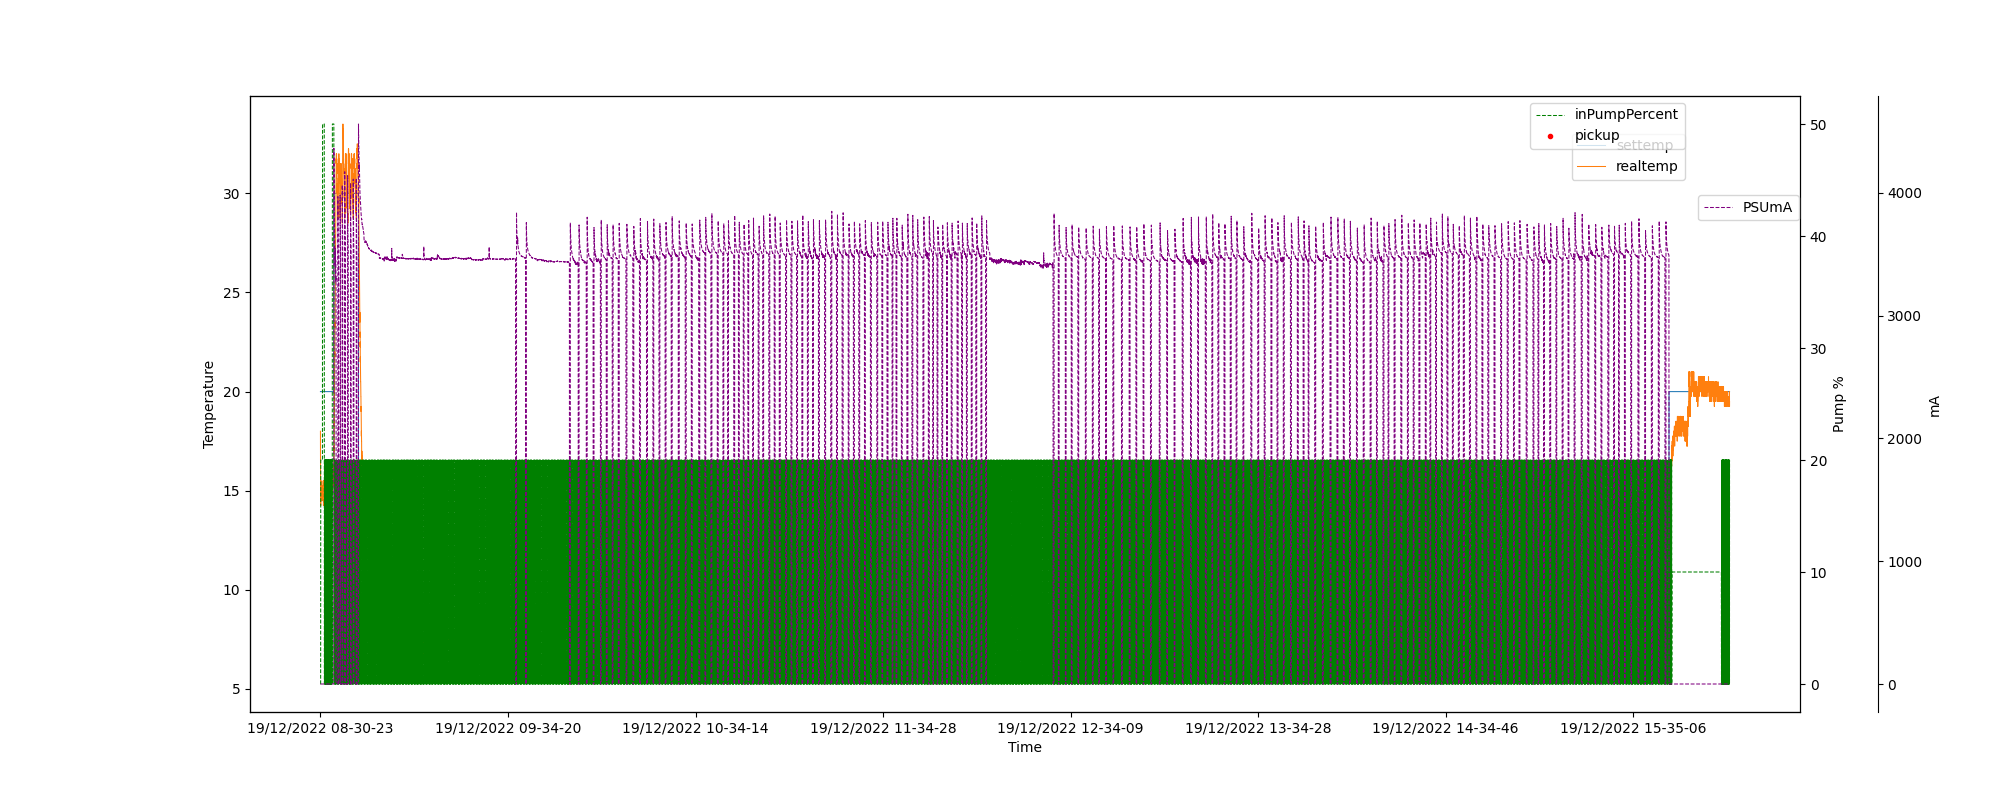 inPumpPercent
pickup
settemp
realtemp
PSUmA
Temperature
30
25
20
15
10
5
50
40
30
20
10
0
Pump %
4000
3000
2000
1000
0
mA
19/12/2022 08-30-23
19/12/2022 09-34-20
19/12/2022 10-34-14
19/12/2022 11-34-28
19/12/2022 12-34-09
19/12/2022 13-34-28
19/12/2022 14-34-46
19/12/2022 15-35-06
Time